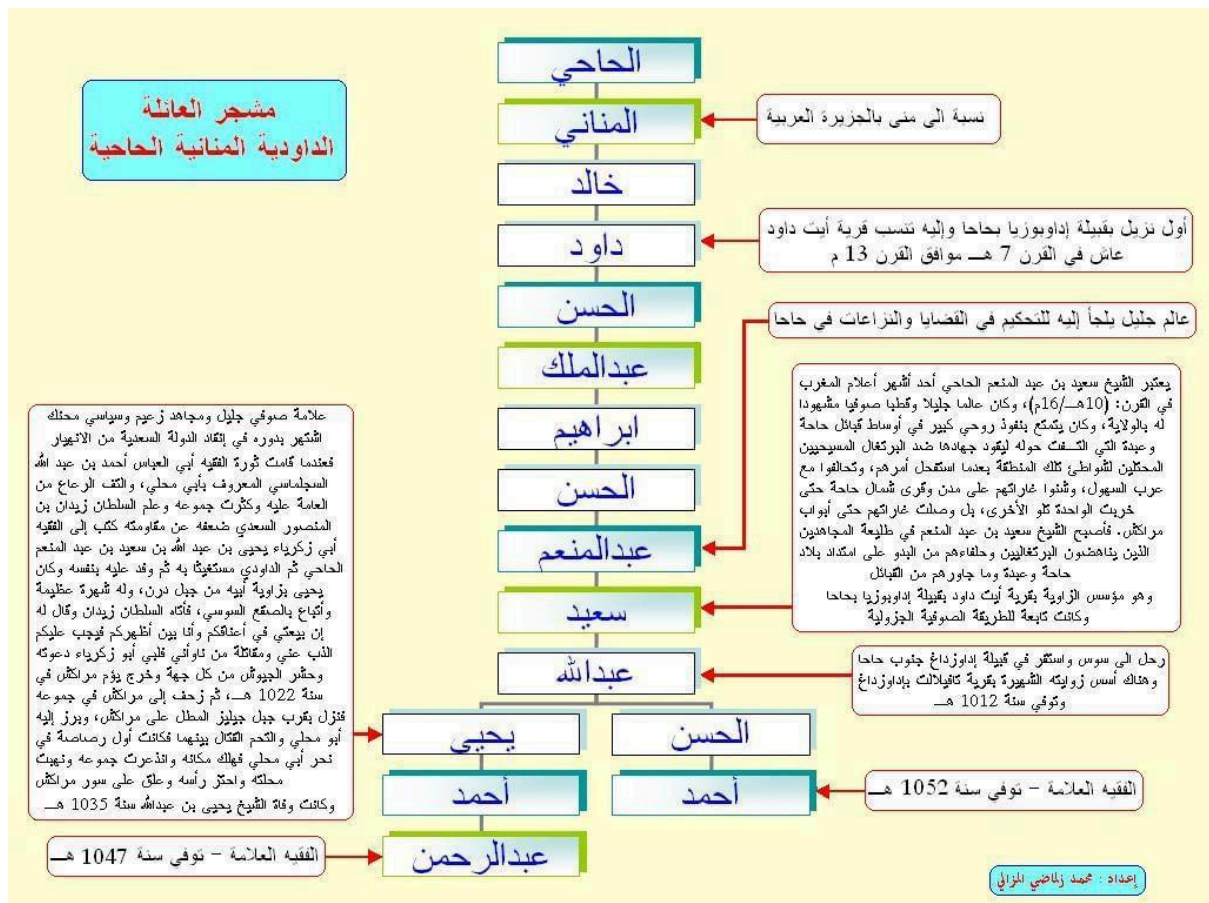 مشجر العائلة
الداودية المنانية الحاحية
الحاحي
المناني
نسبة الى منى بالجزيرة العربية
خالد
داود
أول نزيل بقبيلة إداوبوزيا بحاحا وإليه تنسب قرية أيت داود
عاش في القرن 7 هـ موافق القرن 13 م
الحسن
عبدالملك
ابراهيم
الحسن
عبدالمنعم
عالم جليل يلجأ إليه للتحكيم في القضايا والنزاعات في حاحا
سعيد
يعتبر الشيخ سعيد بن عبد المنعم الحاحي أحد أشهر أعلام المغرب
في القرن: (10هـ/16م)، وكان عالما جليلا وقطبا صوفيا مشهودا
له بالولاية، وكان يتمتع بنفوذ روحي كبير في أوساط قبائل حاحة
وعبدة التي التـفت حوله ليقود جهادها ضد البرتغال المسيحيين
المحتلين لشواطئ تلك المنطقة بعدما استفحل أمرهم، وتحالفوا مع
عرب السهول، وشنوا غاراتهم على مدن وقرى شمال حاحة حتى
خربت الواحدة تلو الأخرى، بل وصلت غاراتهم حتى أبواب
مراكش. فأصبح الشيخ سعيد بن عبد المنعم في طليعة المجاهدين
الذين يناهضون البرتغاليين وحلفاءهم من البدو على امتداد بلاد
حاحة وعبدة وما جاورهم من القبائل
وهو مؤسس الزاوية بقرية أيت داود بقبيلة إداوبوزيا بحاحا
وكانت تابعة للطريقة الصوفية الجزولية
عبدالله
رحل الى سوس واستقر في قبيلة إداوزداغ جنوب حاحا
وهناك أسس زوايته الشهيرة بقرية تافيلالت بإداوزداغ
وتوفي سنة 1012 هـ
يحيى
علامة صوفي جليل ومجاهد زعيم وسياسي محنك
اشتهر بدوره في إنقاد الدولة السعدية من الانهيار
فعندما قامت ثورة الفقيه أبي العباس أحمد بن عبد الله
السجلماسي المعروف بأبي محلي، والتف الرعاع من
العامة عليه وكثرت جموعه وعلم السلطان زيدان بن
المنصور السعدي ضعفه عن مقاومته كتب إلى الفقيه
أبي زكرياء يحيى بن عبد الله بن سعيد بن عبد المنعم
الحاحي ثم الداودي مستغيثا به ثم وفد عليه بنفسه وكان
يحيى بزاوية أبيه من جبل درن، وله شهرة عظيمة
وأتباع بالصقع السوسي، فأتاه السلطان زيدان وقال له
إن بيعتي في أعناقكم وأنا بين أظهركم فيجب عليكم
الذب عني ومقاتلة من ناوأني فلبى أبو زكرياء دعوته
وحشر الجيوش من كل جهة وخرج يؤم مراكش في
سنة 1022 هـ، ثم زحف إلى مراكش في جموعه
فنزل بقرب جبل جيليز المطل على مراكش، وبرز إليه
أبو محلي والتحم القتال بينهما فكانت أول رصاصة في
نحر أبي محلي فهلك مكانه وانذعرت جموعه ونهبت
محلته واحتز رأسه وعلق على سور مراكش
وكانت وفاة الشيخ يحيى بن عبدالله سنة 1035 هـ
الحسن
أحمد
أحمد
الفقيه العلامة – توفي سنة 1052 هـ
عبدالرحمن
الفقيه العلامة – توفي سنة 1047 هـ
إعداد : محمد زلماضي المزالي